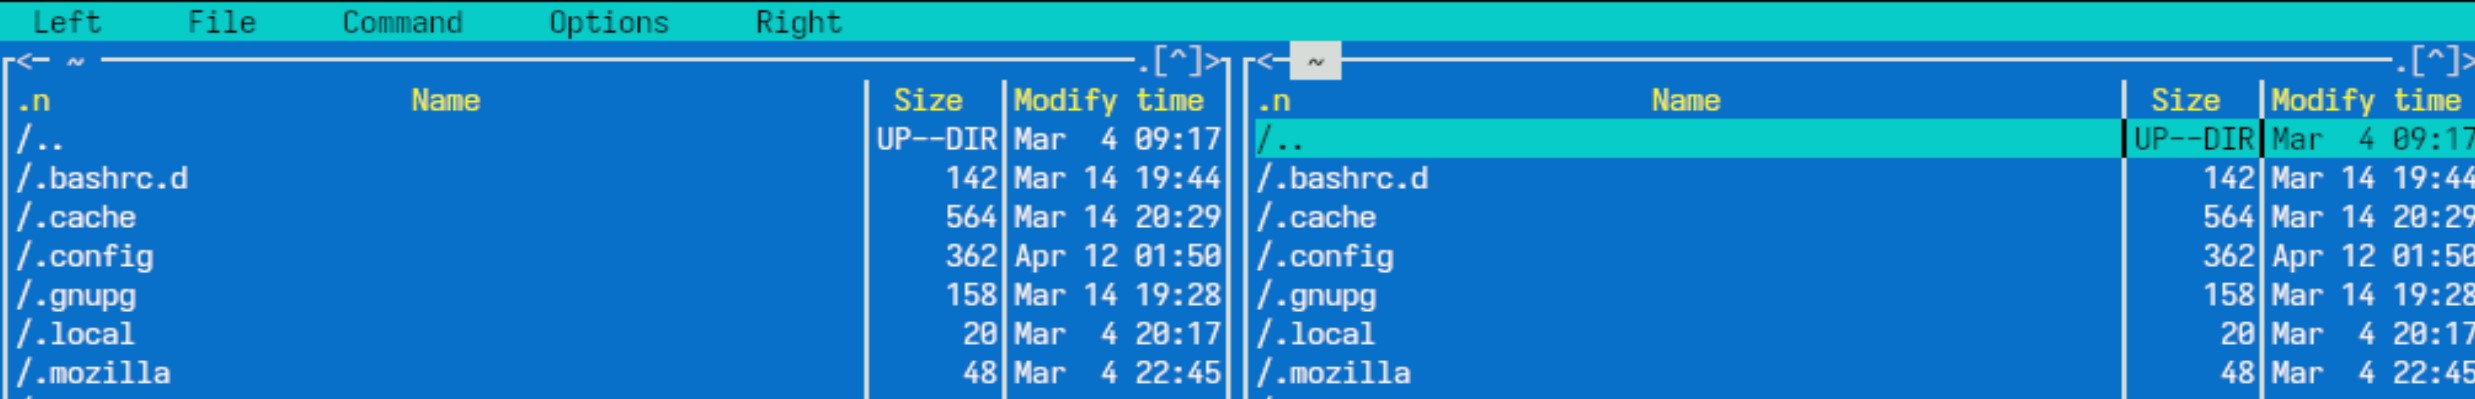 Left File Command Options Right
<- ~ .[^]> <- ~ .[^]>
.n Name Size Modify time .n Name Size Modify time
/.. UP--DIR Mar 4 09:17 /.. UP--DIR Mar 4 09:17
/.bashrc.d 142 Mar 14 19:44 /.bashrc.d 142 Mar 14 19:44
/.cache 564 Mar 14 20:29 /.cache 564 Mar 14 20:29
/.config 362 Apr 12 01:50 /.config 362 Apr 12 01:50
/.gnupg 158 Mar 14 19:28 /.gnupg 158 Mar 14 19:28
/.local 20 Mar 4 20:17 /.local 20 Mar 4 20:17
/.mozilla 48 Mar 4 22:45 /.mozilla 48 Mar 4 22:45